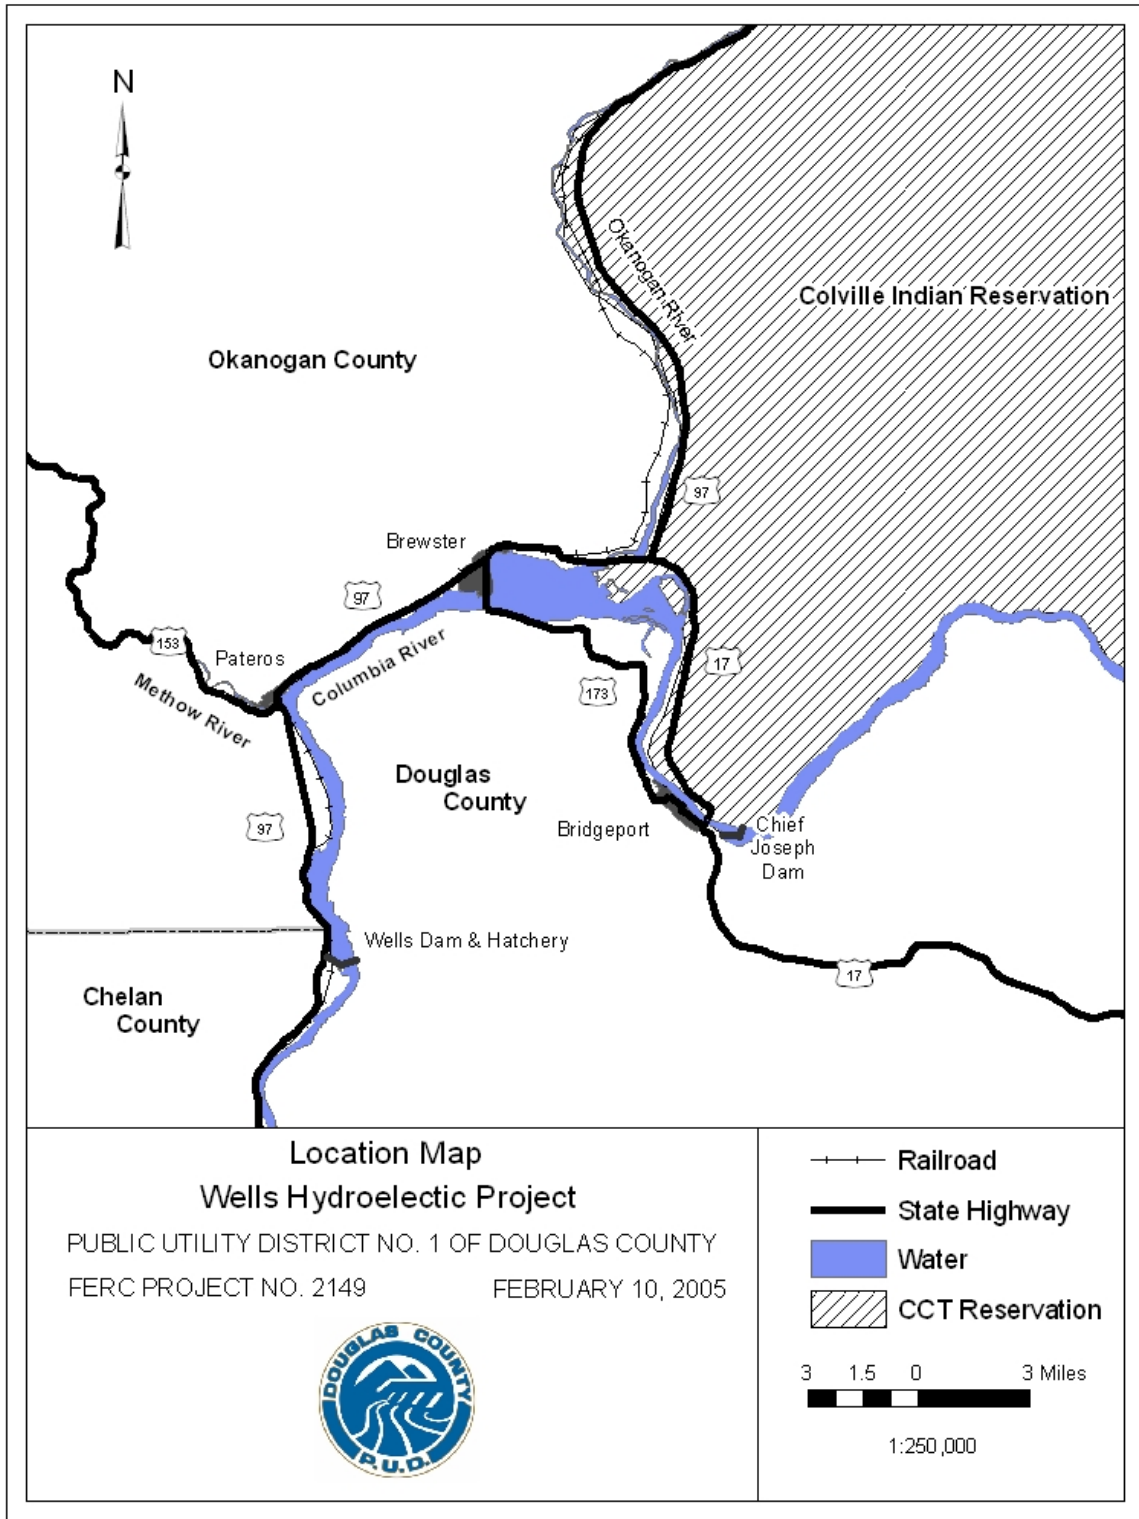 N
Okanogan River
Colville Indian Reservation
Okanogan County
97
Brewster
97
153
Pateros
Columbia River
17
173
Methow River
Douglas
County
97
Bridgeport
Chief
Joseph
Dam
Wells Dam & Hatchery
17
Chelan
County
Location Map
Wells Hydroelectic Project
PUBLIC UTILITY DISTRICT NO. 1 OF DOUGLAS COUNTY
FERC PROJECT NO. 2149 FEBRUARY 10, 2005
DOUGLAS COUNTY
P.U.D.
Railroad
State Highway
Water
CCT Reservation
3 1.5 0 3 Miles
1:250,000